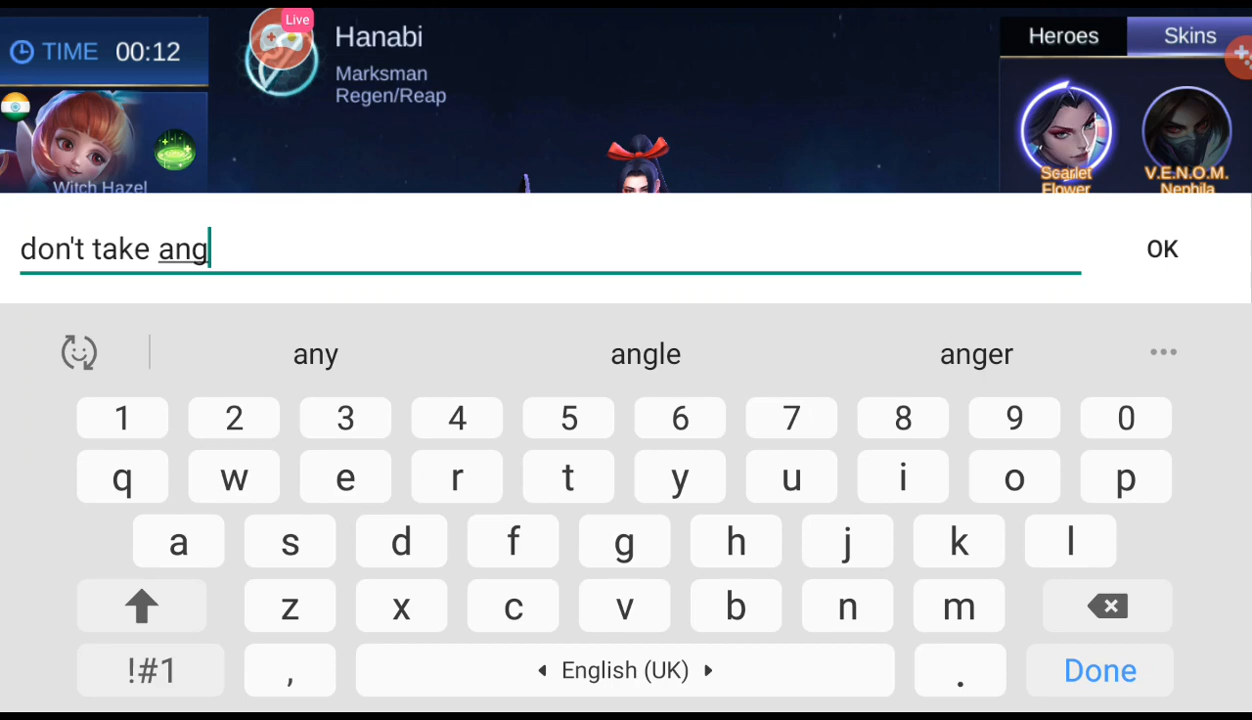 Live
Hanabi
Marksman
Regen/Reap
TIME 00:12
Heroes
Skins
Witch Hazel
Scarlet
Flower
V.E.N.O.M.
Nephila
don't take ang
OK
any angle anger
1 2 3 4 5 6 7 8 9 0
q w e r t y u i o p
a s d f g h j k l
z x c v b n m
!#1 , English (UK) . Done